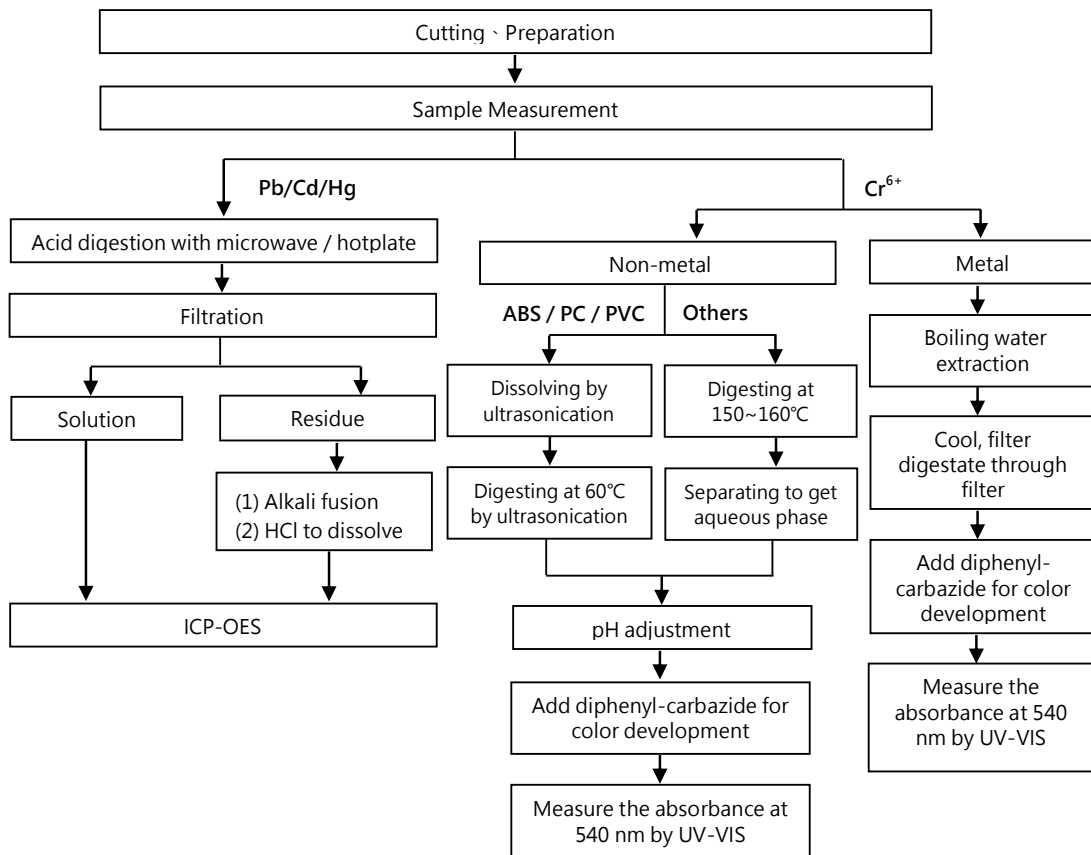 Cutting、Preparation
Sample Measurement
Pb/Cd/Hg
Cr⁶⁺
Acid digestion with microwave / hotplate
Filtration
Solution
Residue
(1) Alkali fusion
(2) HCl to dissolve
ICP-OES
Non-metal
ABS / PC / PVC
Others
Dissolving by
ultrasonication
Digesting at 60℃
by ultrasonication
Digesting at
150~160℃
Separating to get
aqueous phase
pH adjustment
Add diphenyl-carbazide for
color development
Measure the absorbance at
540 nm by UV-VIS
Metal
Boiling water
extraction
Cool, filter
digestate through
filter
Add diphenyl-
carbazide for color
development
Measure the
absorbance at 540
nm by UV-VIS